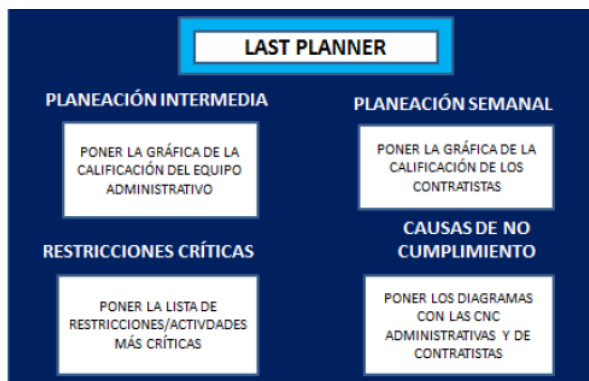 LAST PLANNER
PLANEACIÓN INTERMEDIA
PONER LA GRÁFICA DE LA
CALIFICACIÓN DEL EQUIPO
ADMINISTRATIVO
PLANEACIÓN SEMANAL
PONER LA GRÁFICA DE LA
CALIFICACIÓN DE LOS
CONTRATISTAS
RESTRICCIONES CRÍTICAS
PONER LA LISTA DE
RESTRICCIONES/ACTIVDADES
MÁS CRÍTICAS
CAUSAS DE NO
CUMPLIMIENTO
PONER LOS DIAGRAMAS
CON LAS CNC
ADMINISTRATIVAS Y DE
CONTRATISTAS